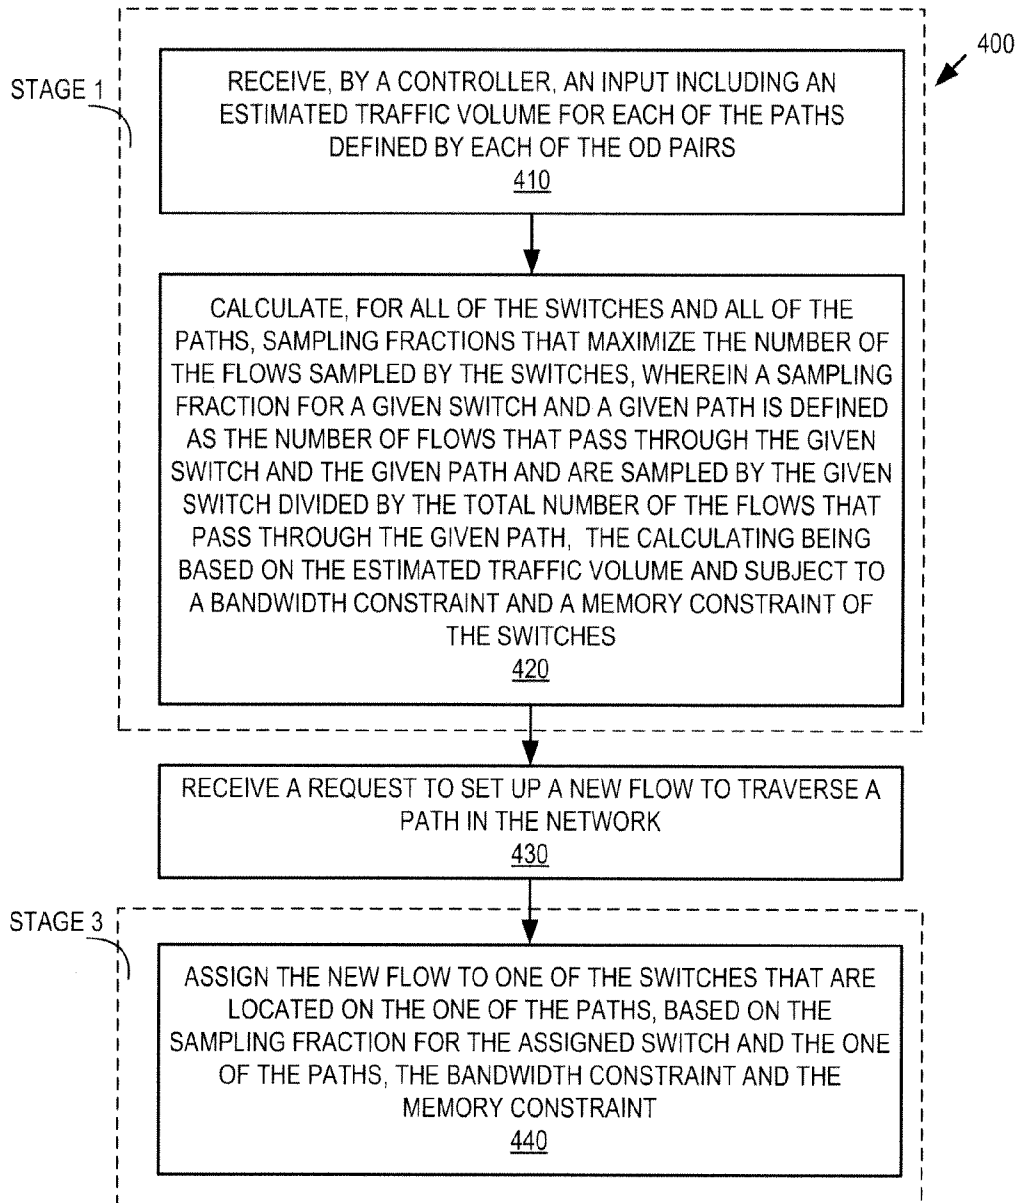 400
STAGE 1
RECEIVE, BY A CONTROLLER, AN INPUT INCLUDING AN
ESTIMATED TRAFFIC VOLUME FOR EACH OF THE PATHS
DEFINED BY EACH OF THE OD PAIRS
410
CALCULATE, FOR ALL OF THE SWITCHES AND ALL OF THE
PATHS, SAMPLING FRACTIONS THAT MAXIMIZE THE NUMBER OF
THE FLOWS SAMPLED BY THE SWITCHES, WHEREIN A SAMPLING
FRACTION FOR A GIVEN SWITCH AND A GIVEN PATH IS DEFINED
AS THE NUMBER OF FLOWS THAT PASS THROUGH THE GIVEN
SWITCH AND THE GIVEN PATH AND ARE SAMPLED BY THE GIVEN
SWITCH DIVIDED BY THE TOTAL NUMBER OF THE FLOWS THAT
PASS THROUGH THE GIVEN PATH, THE CALCULATING BEING
BASED ON THE ESTIMATED TRAFFIC VOLUME AND SUBJECT TO
A BANDWIDTH CONSTRAINT AND A MEMORY CONSTRAINT OF
THE SWITCHES
420
RECEIVE A REQUEST TO SET UP A NEW FLOW TO TRAVERSE A
PATH IN THE NETWORK
430
STAGE 3
ASSIGN THE NEW FLOW TO ONE OF THE SWITCHES THAT ARE
LOCATED ON THE ONE OF THE PATHS, BASED ON THE
SAMPLING FRACTION FOR THE ASSIGNED SWITCH AND THE ONE
OF THE PATHS, THE BANDWIDTH CONSTRAINT AND THE
MEMORY CONSTRAINT
440